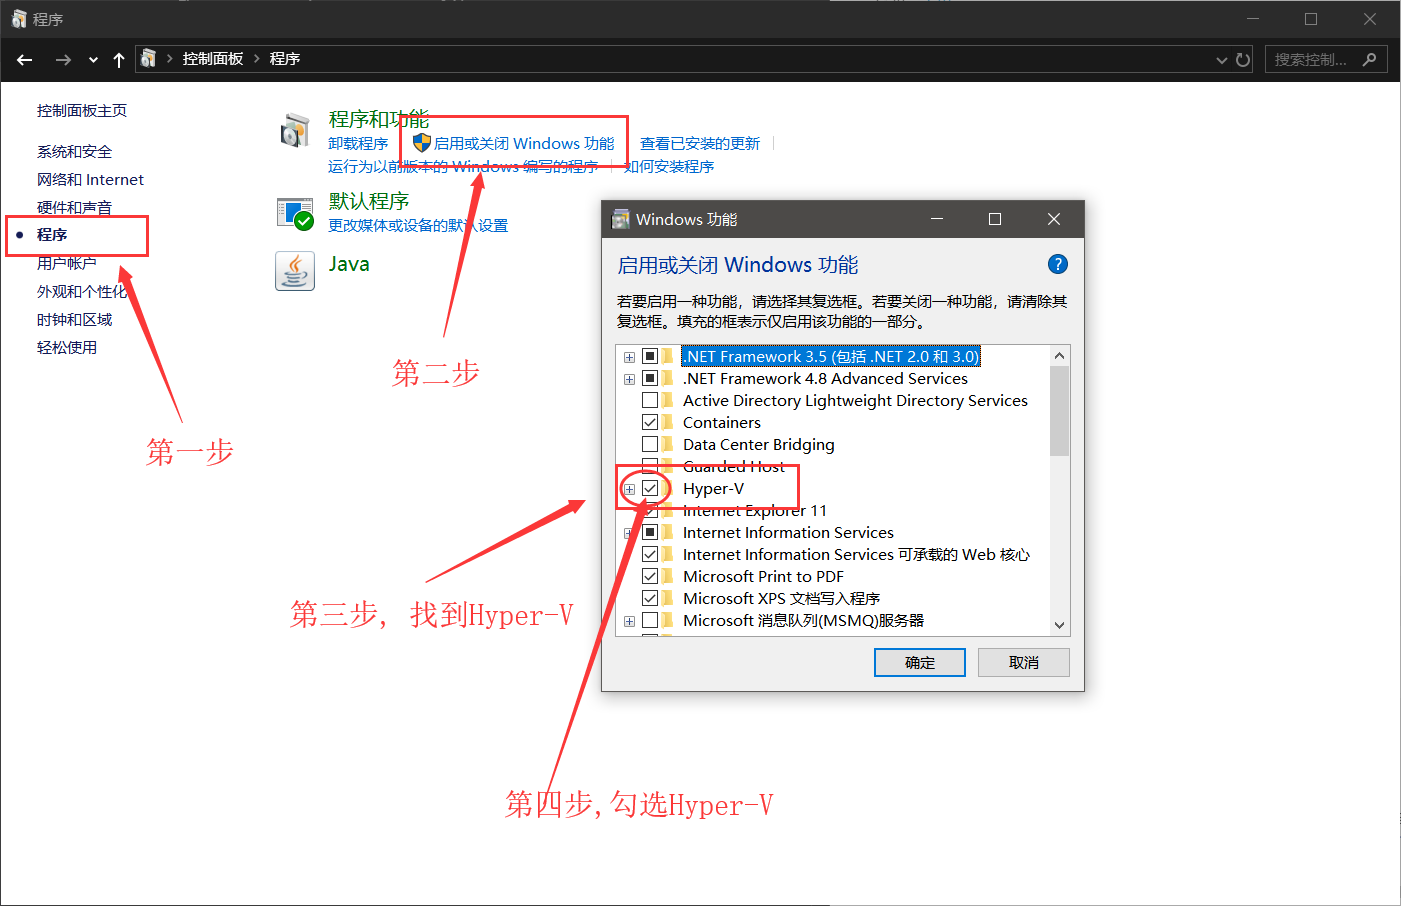 程序
控制面板 程序
搜索控制...
控制面板主页
系统和安全
网络和 Internet
硬件和声音
程序
用户帐户
外观和个性化
时钟和区域
轻松使用
第一步
程序和功能
卸载程序 启用或关闭 Windows 功能 查看已安装的更新
运行为以前版本的 Windows 编写的程序 如何安装程序
默认程序
更改媒体或设备的默认设置
Java
第二步
第三步, 找到Hyper-V
第四步,勾选Hyper-V
Windows 功能
启用或关闭 Windows 功能
?
若要启用一种功能，请选择其复选框。若要关闭一种功能，请清除其
复选框。填充的框表示仅启用该功能的一部分。
.NET Framework 3.5 (包括 .NET 2.0 和 3.0)
.NET Framework 4.8 Advanced Services
Active Directory Lightweight Directory Services
Containers
Data Center Bridging
Guarded Host
Hyper-V
Internet Explorer 11
Internet Information Services
Internet Information Services 可承载的 Web 核心
Microsoft Print to PDF
Microsoft XPS 文档写入程序
Microsoft 消息队列(MSMQ)服务器
确定 取消